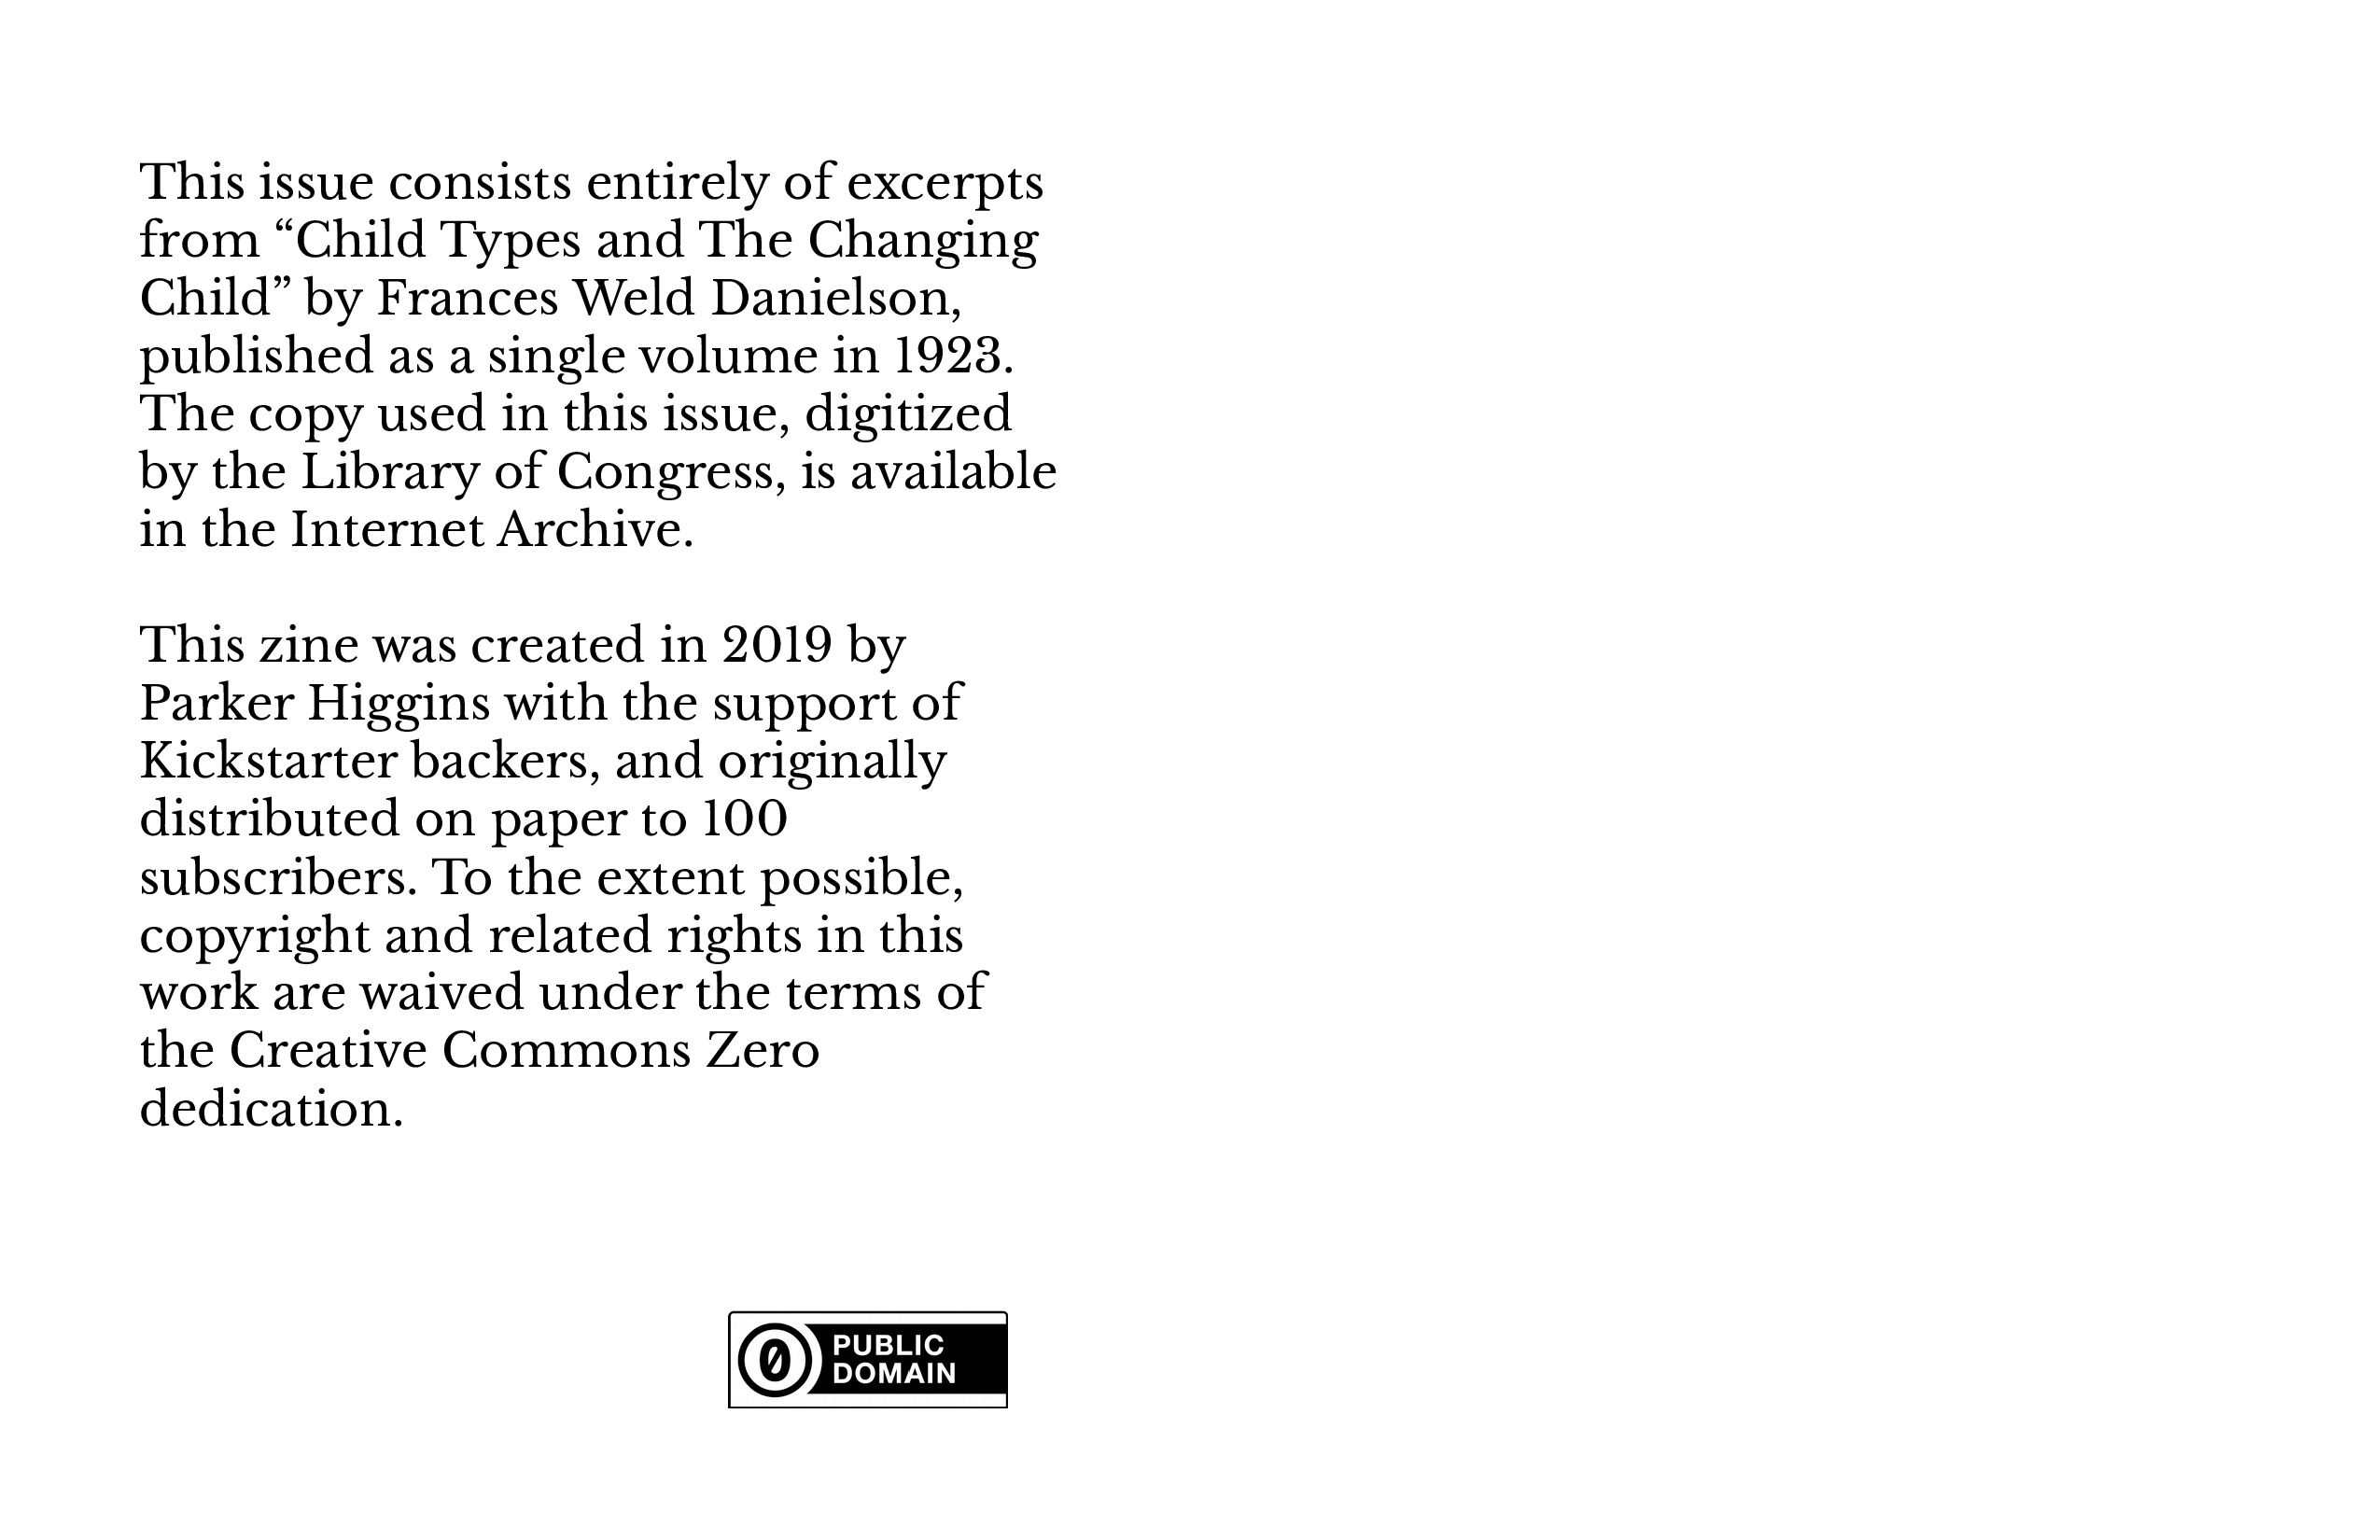 This issue consists entirely of excerpts
from “Child Types and The Changing
Child” by Frances Weld Danielson,
published as a single volume in 1923.
The copy used in this issue, digitized
by the Library of Congress, is available
in the Internet Archive.
This zine was created in 2019 by
Parker Higgins with the support of
Kickstarter backers, and originally
distributed on paper to 100
subscribers. To the extent possible,
copyright and related rights in this
work are waived under the terms of
the Creative Commons Zero
dedication.
0 PUBLIC
DOMAIN